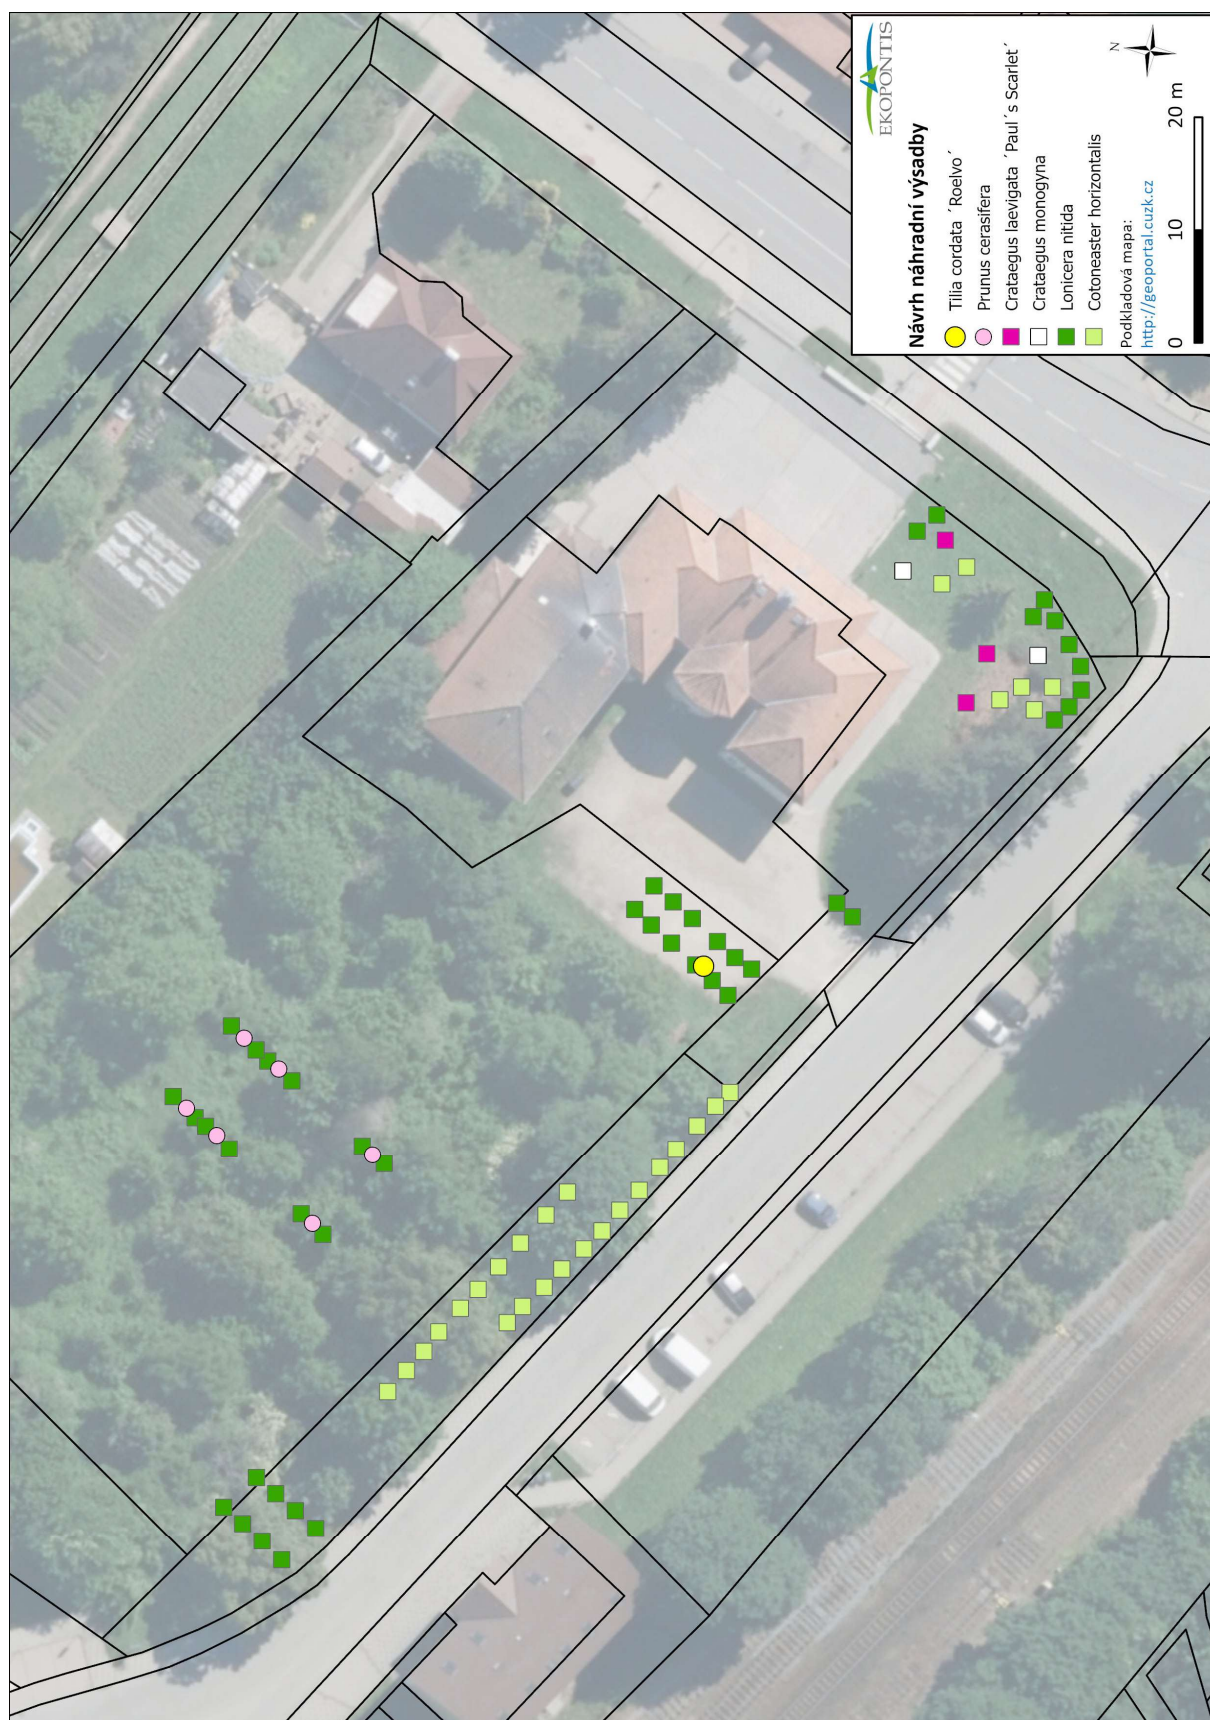 EKOPONTIS
Návrh náhradní výsadby
Tilia cordata ´Roelvo´
Prunus cerasifera
Crataegus laevigata ´Paul´s Scarlet´
Crataegus monogyna
Lonicera nitida
Cotoneaster horizontalis
Podkladová mapa:
http://geoportal.cuzk.cz
N
0 10 20 m